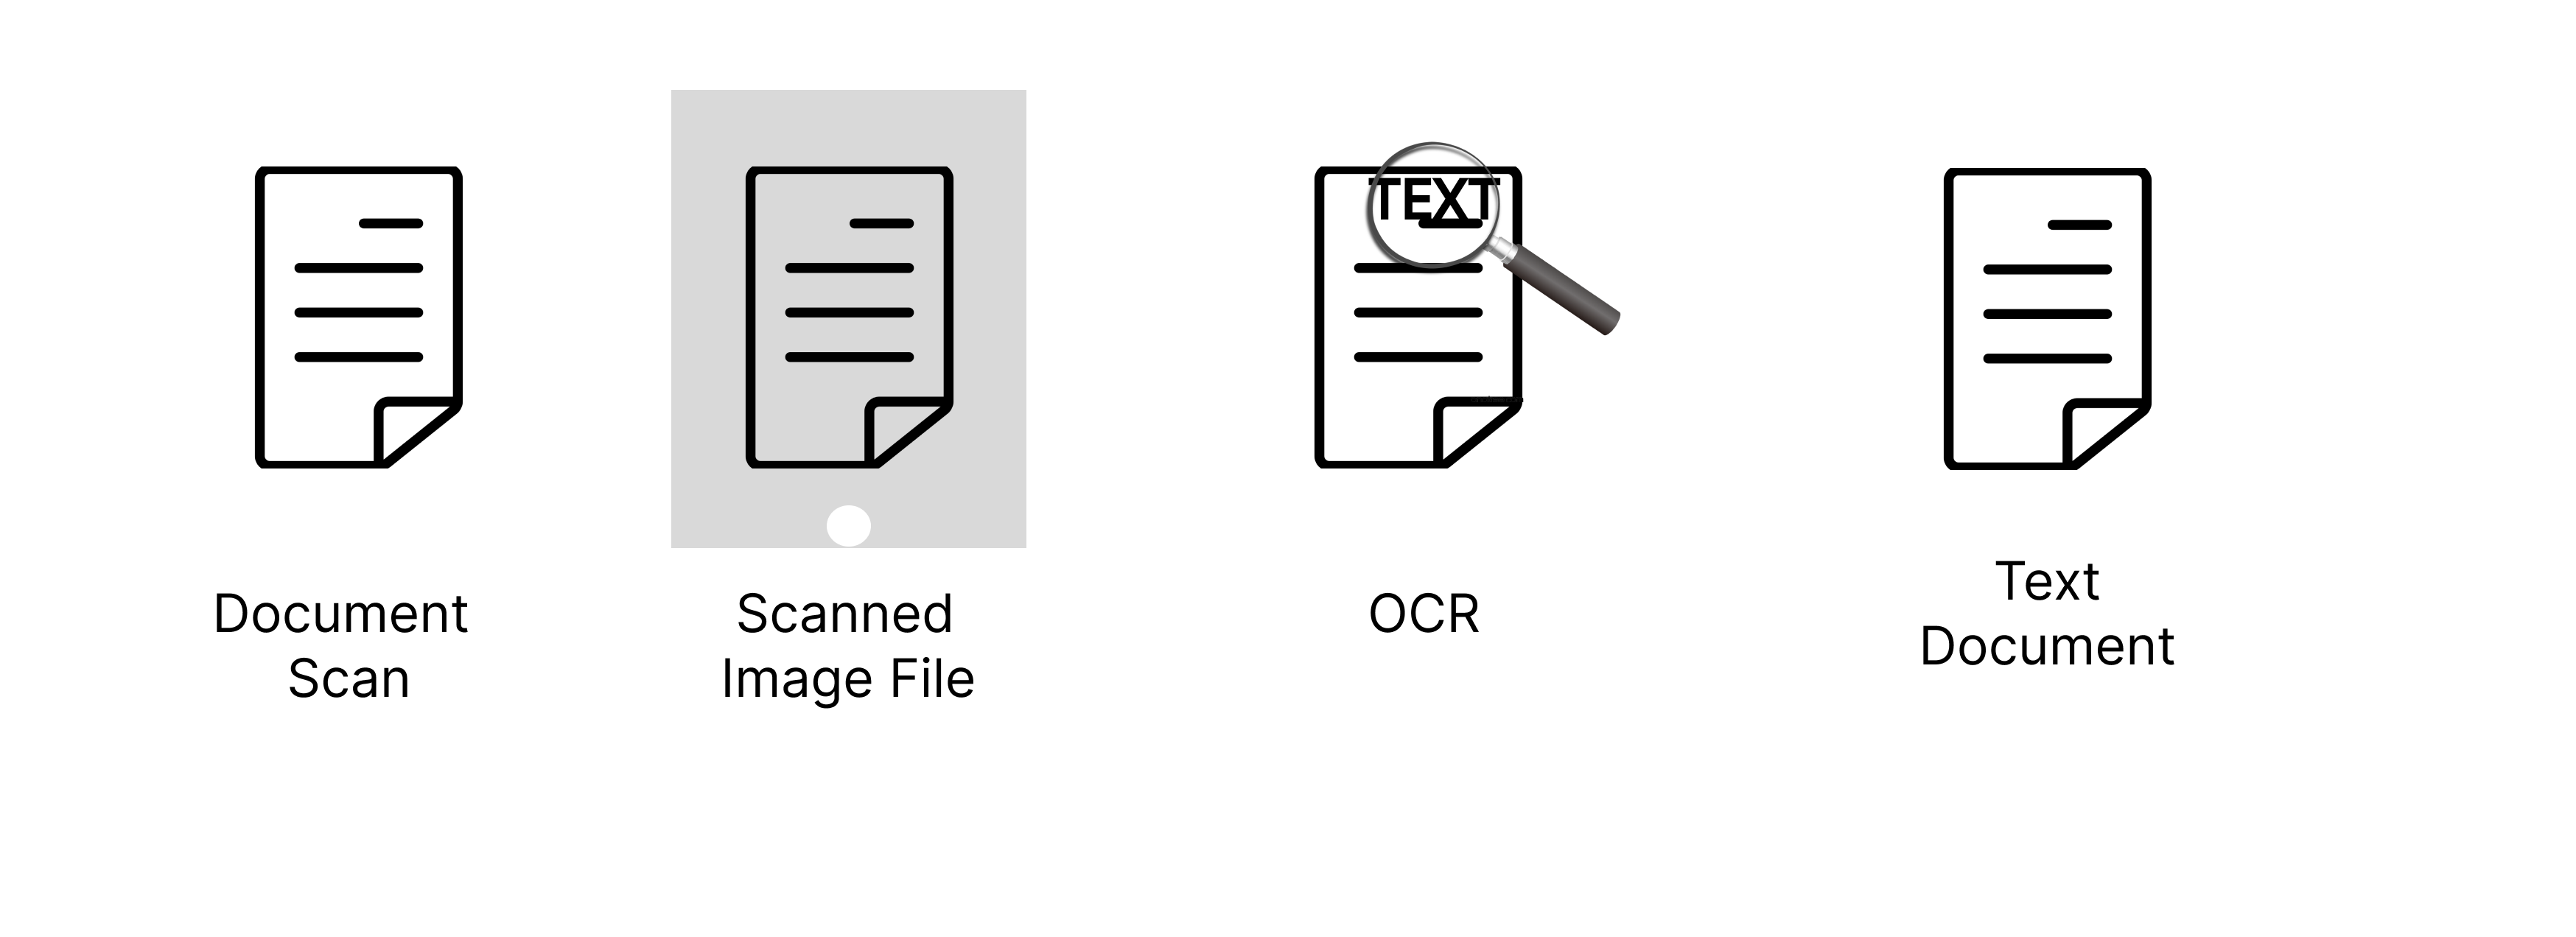 TEXT
Document
Scan
Scanned
Image File
OCR
Text
Document